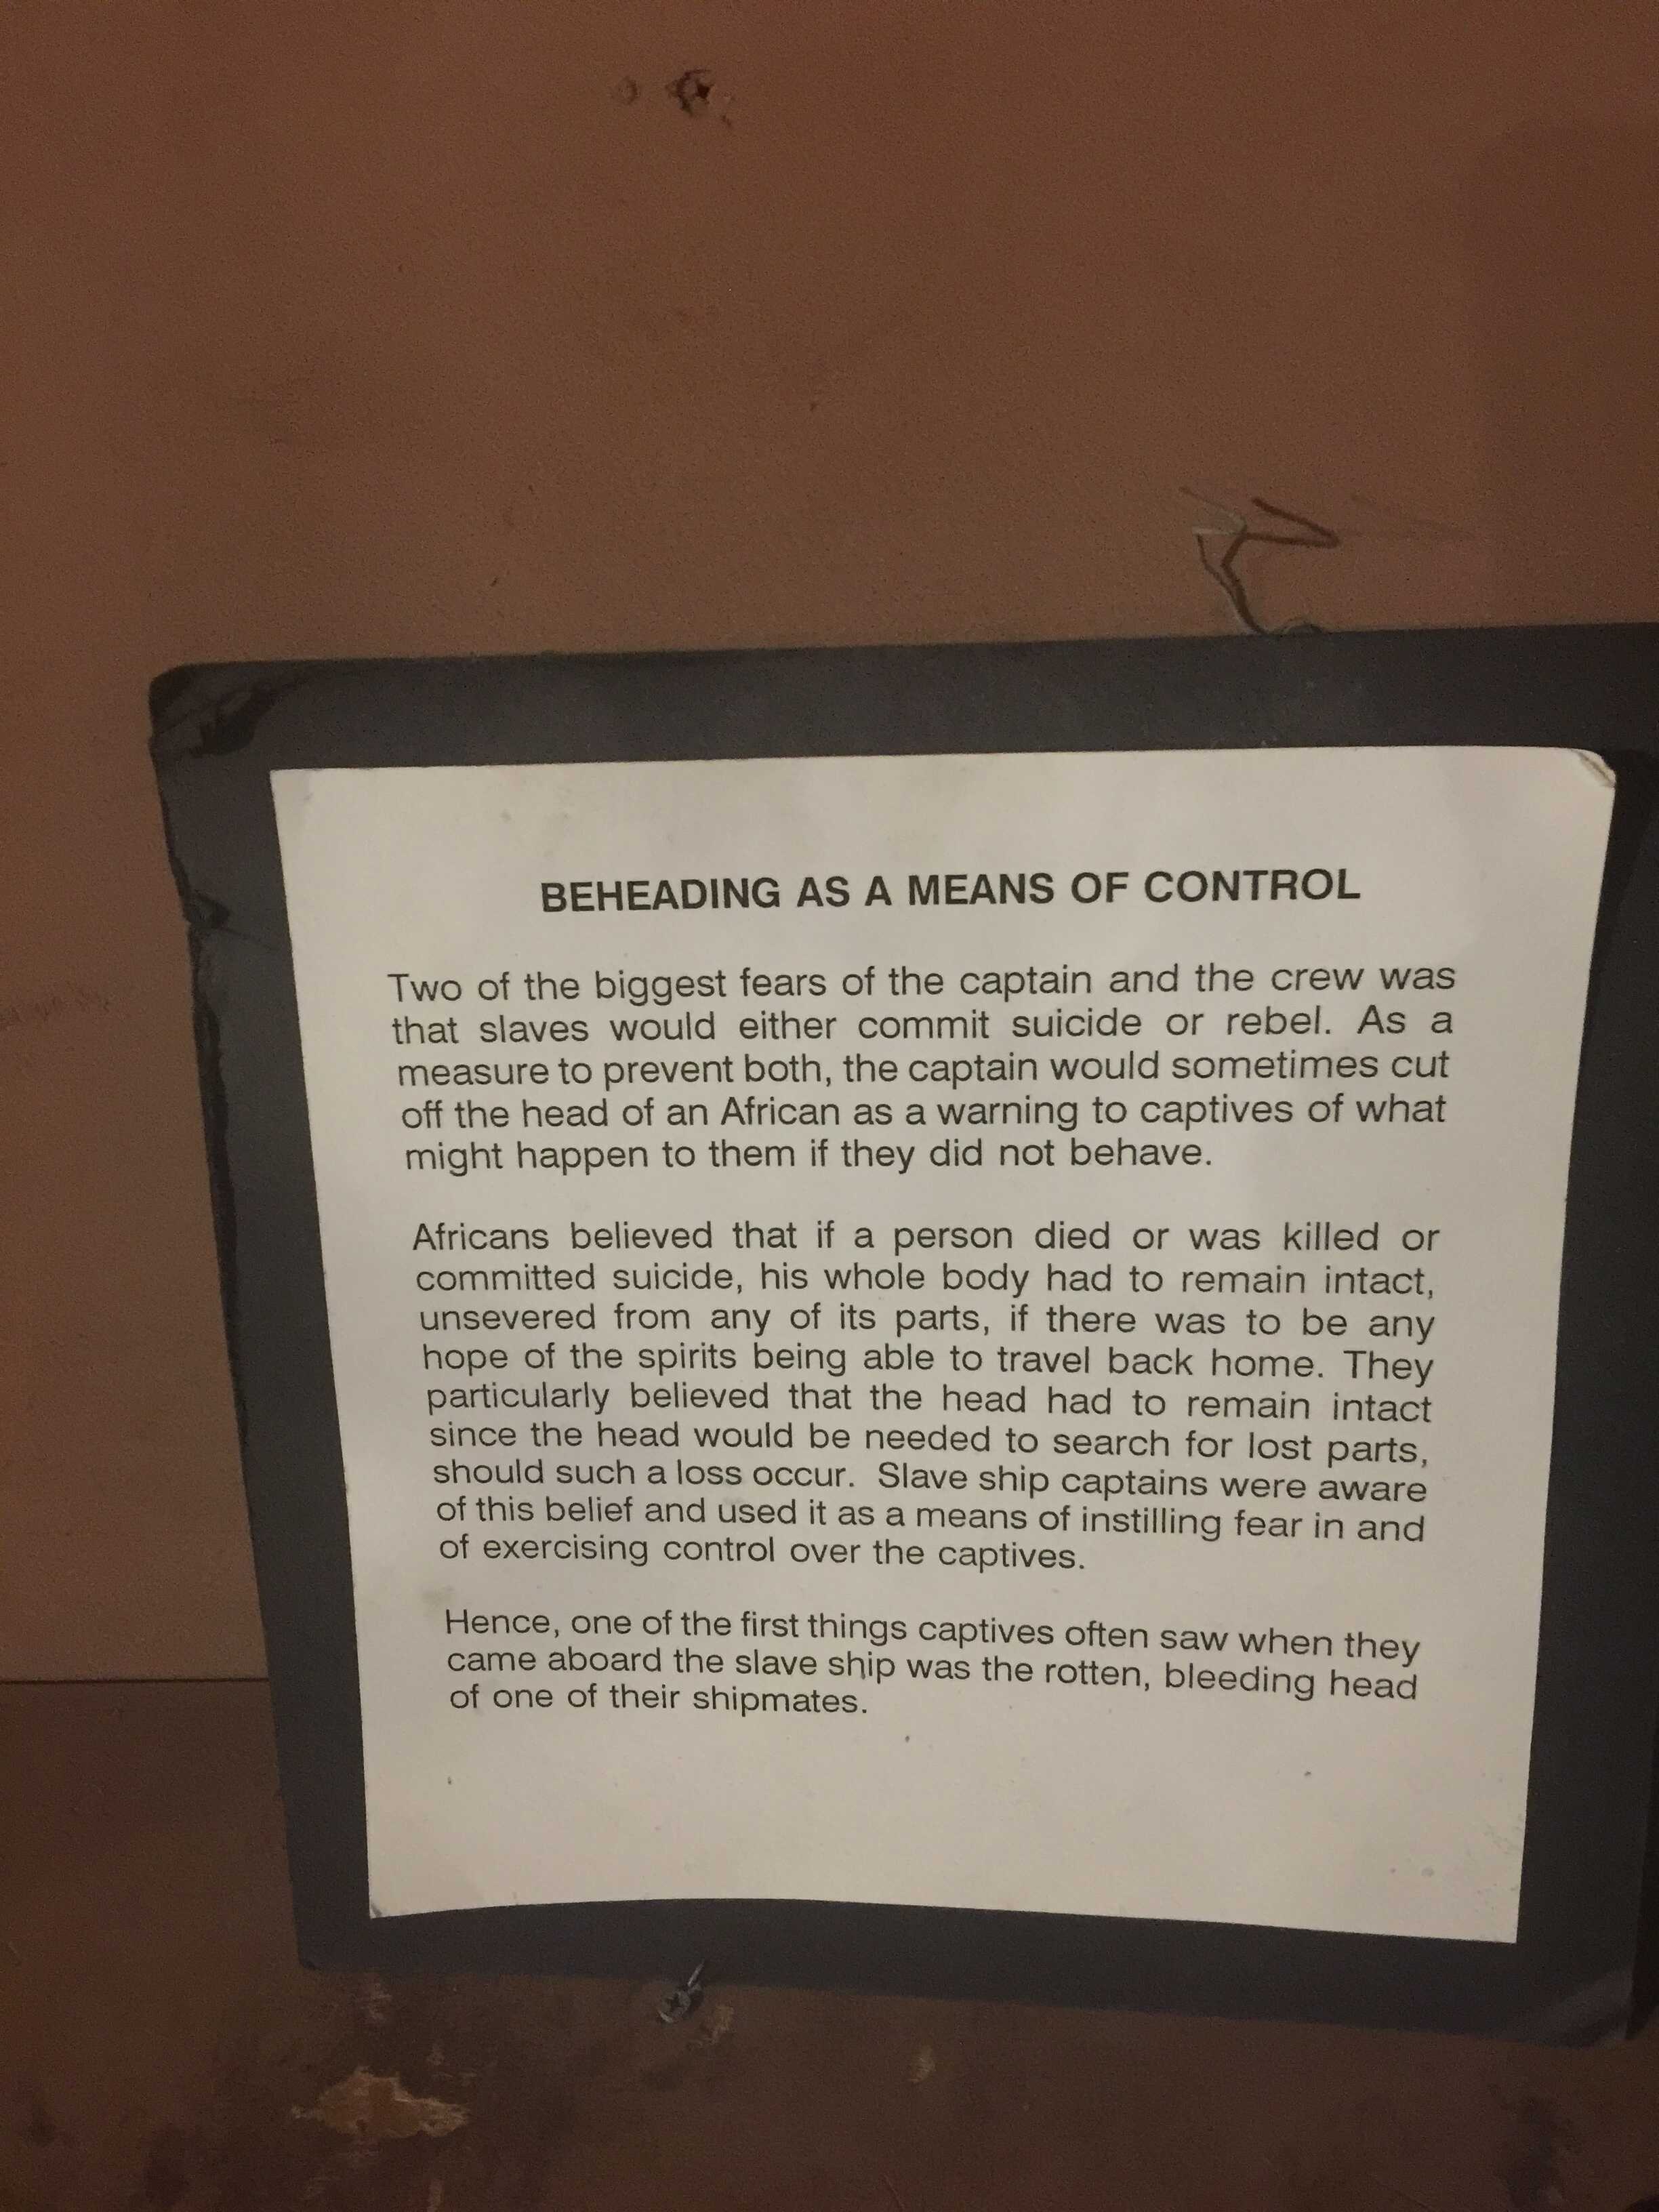 BEHEADING AS A MEANS OF CONTROL
Two of the biggest fears of the captain and the crew was
that slaves would either commit suicide or rebel. As a
measure to prevent both, the captain would sometimes cut
off the head of an African as a warning to captives of what
might happen to them if they did not behave.
Africans believed that if a person died or was killed or
committed suicide, his whole body had to remain intact,
unsevered from any of its parts, if there was to be any
hope of the spirits being able to travel back home. They
particularly believed that the head had to remain intact
since the head would be needed to search for lost parts,
should such a loss occur. Slave ship captains were aware
of this belief and used it as a means of instilling fear in and
of exercising control over the captives.
Hence, one of the first things captives often saw when they
came aboard the slave ship was the rotten, bleeding head
of one of their shipmates.